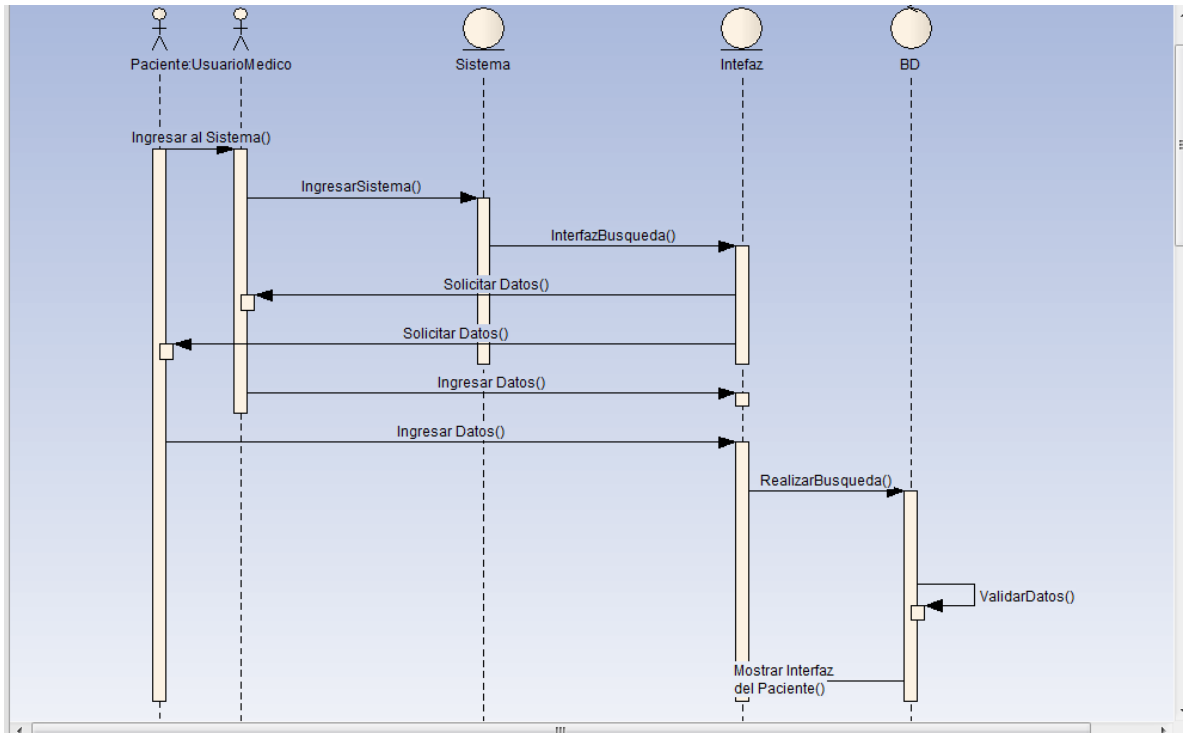 Paciente:UsuarioMedico
Sistema
Intefaz
BD
Ingresar al Sistema()
IngresarSistema()
InterfazBusqueda()
Solicitar Datos()
Solicitar Datos()
Ingresar Datos()
Ingresar Datos()
RealizarBusqueda()
ValidarDatos()
Mostrar Interfaz
del Paciente()